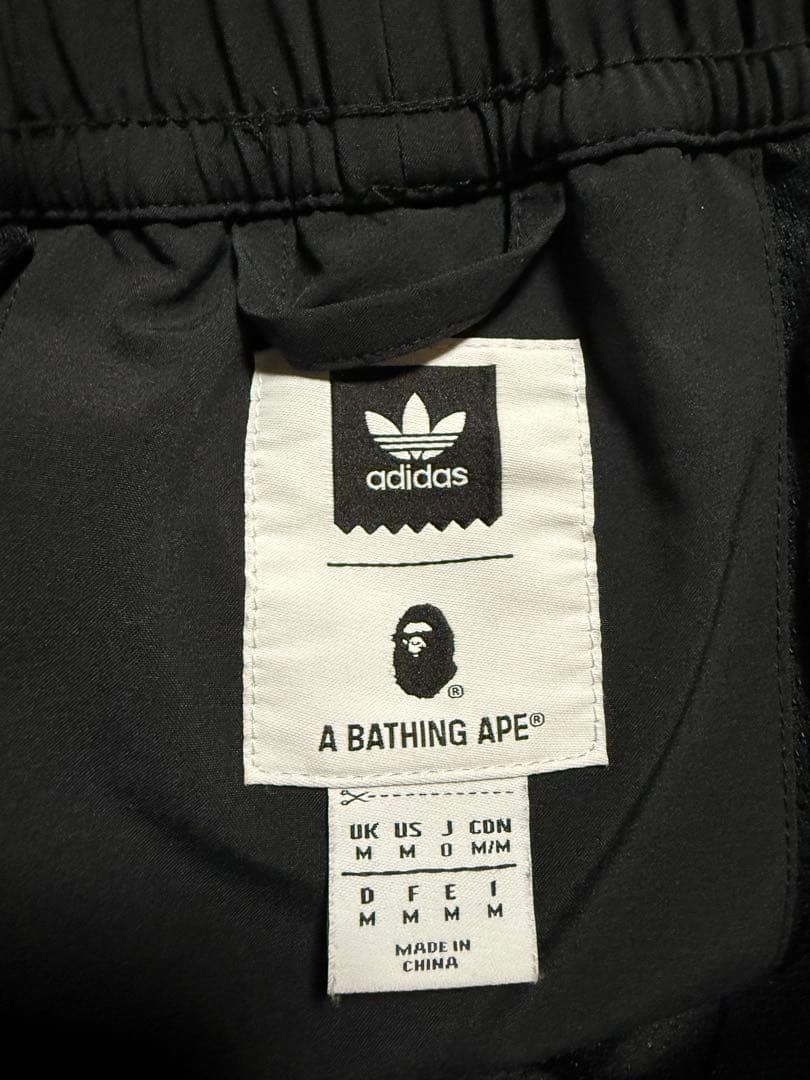 adidas
®
A BATHING APE®
UK US J CDN
M M O M/M
D F E I
M M M M
MADE IN
CHINA